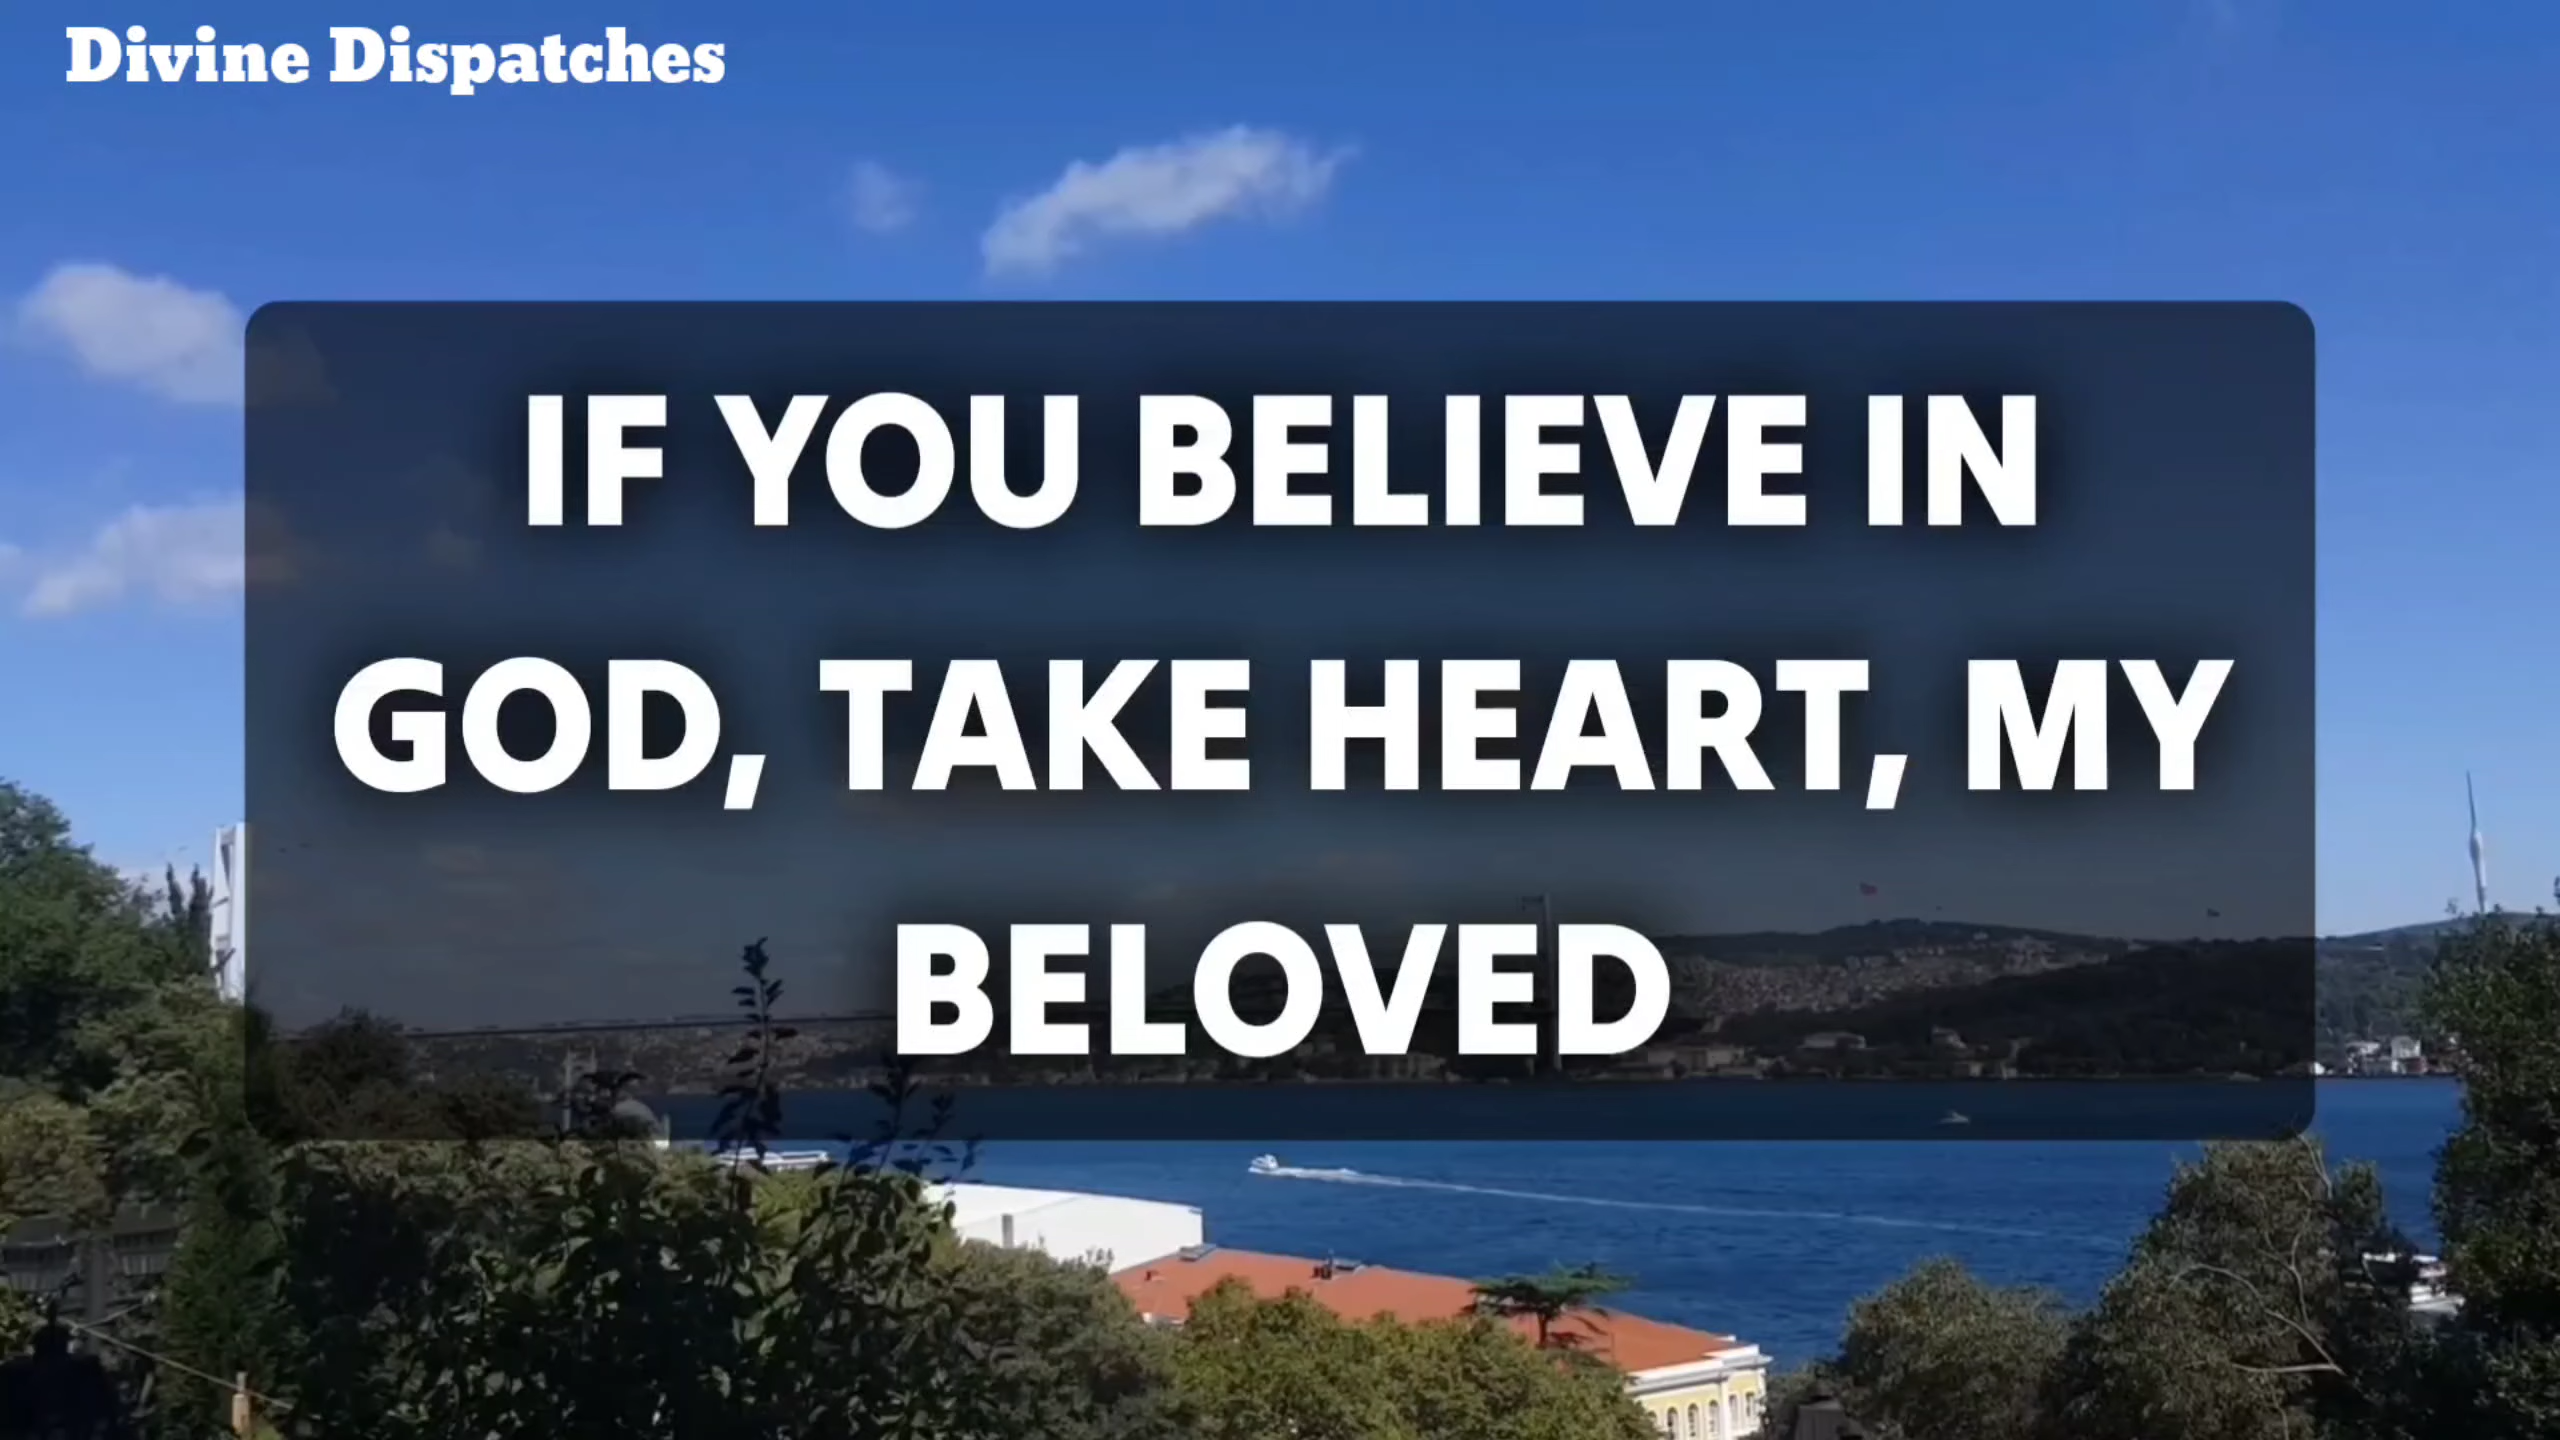 Divine Dispatches
IF YOU BELIEVE IN
GOD, TAKE HEART, MY
BELOVED